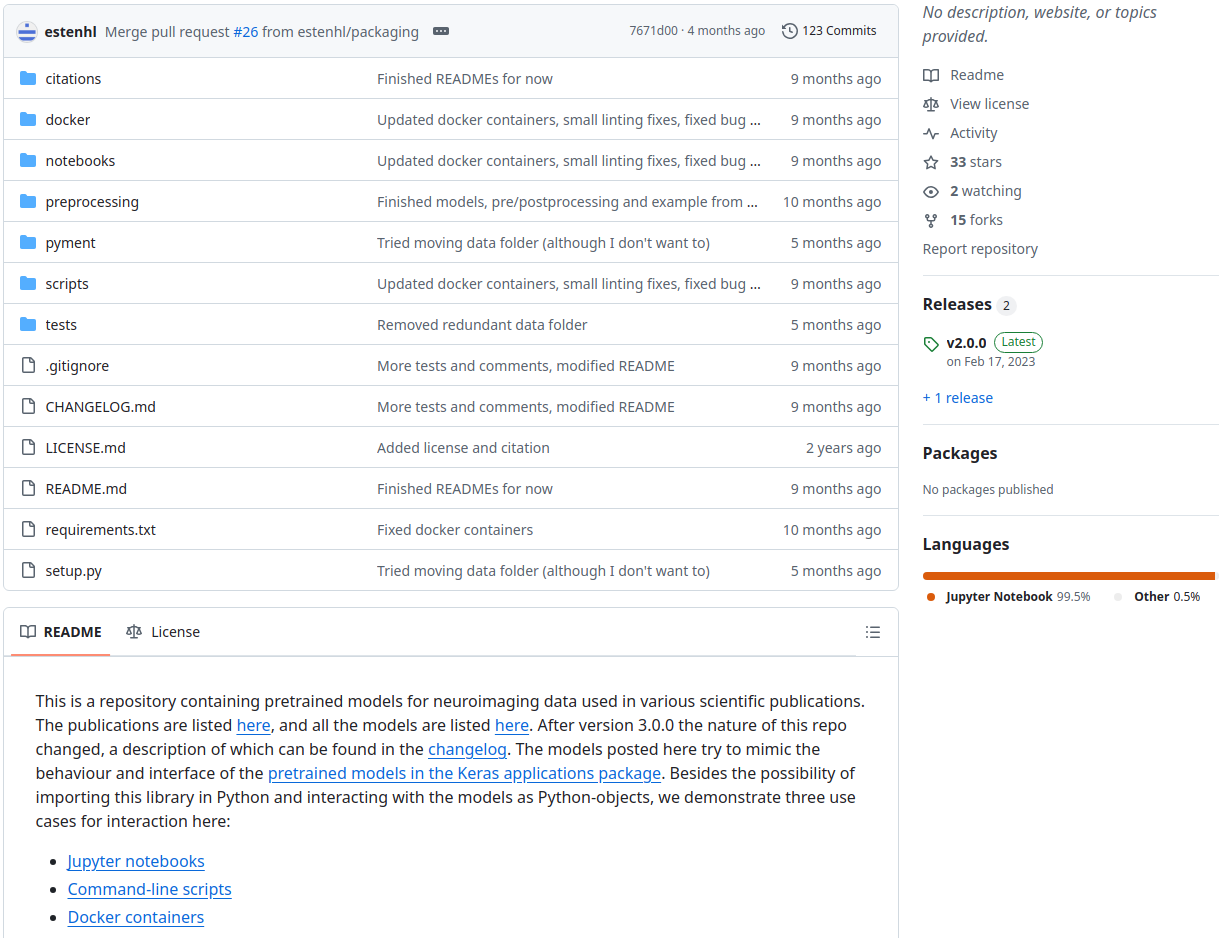 estenhl Merge pull request #26 from estenhl/packaging 7671d00 · 4 months ago 123 Commits
citations Finished READMEs for now 9 months ago
docker Updated docker containers, small linting fixes, fixed bug ... 9 months ago
notebooks Updated docker containers, small linting fixes, fixed bug ... 9 months ago
preprocessing Finished models, pre/postprocessing and example from ... 10 months ago
pyment Tried moving data folder (although I don't want to) 5 months ago
scripts Updated docker containers, small linting fixes, fixed bug ... 9 months ago
tests Removed redundant data folder 5 months ago
.gitignore More tests and comments, modified README 9 months ago
CHANGELOG.md More tests and comments, modified README 9 months ago
LICENSE.md Added license and citation 2 years ago
README.md Finished READMEs for now 9 months ago
requirements.txt Fixed docker containers 10 months ago
setup.py Tried moving data folder (although I don't want to) 5 months ago
README License
This is a repository containing pretrained models for neuroimaging data used in various scientific publications.
The publications are listed here, and all the models are listed here. After version 3.0.0 the nature of this repo
changed, a description of which can be found in the changelog. The models posted here try to mimic the
behaviour and interface of the pretrained models in the Keras applications package. Besides the possibility of
importing this library in Python and interacting with the models as Python-objects, we demonstrate three use
cases for interaction here:
• Jupyter notebooks
• Command-line scripts
• Docker containers
No description, website, or topics
provided.
Readme
View license
Activity
33 stars
2 watching
15 forks
Report repository
Releases 2
v2.0.0 Latest
on Feb 17, 2023
+ 1 release
Packages
No packages published
Languages
Jupyter Notebook 99.5% Other 0.5%